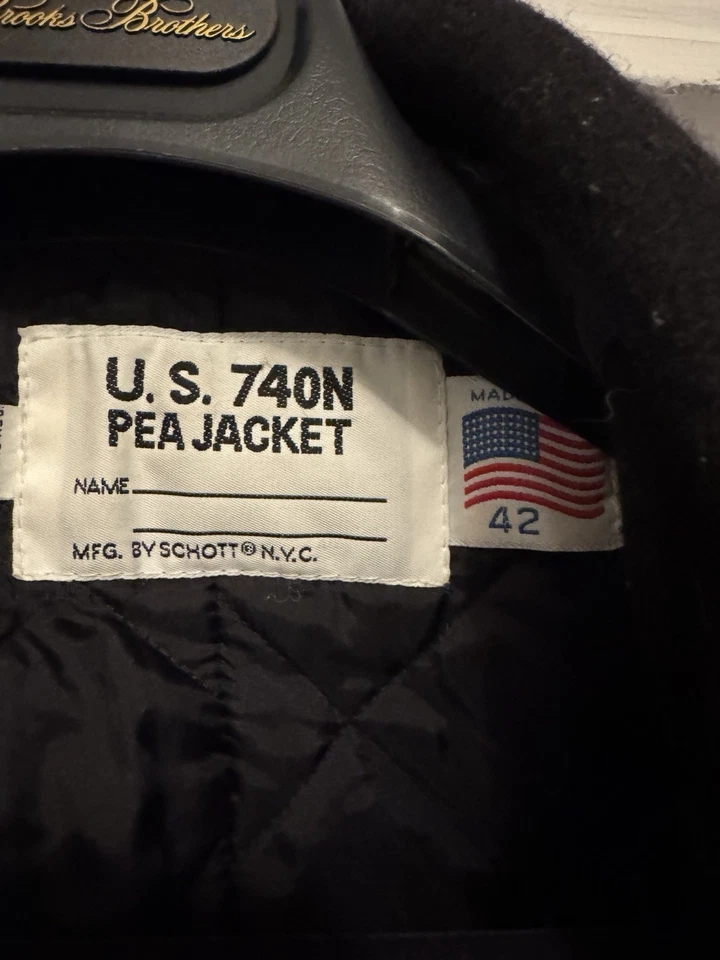 Brothers
U. S. 740N
PEA JACKET
NAME
MFG. BY SCHOTT® N.Y.C.
42